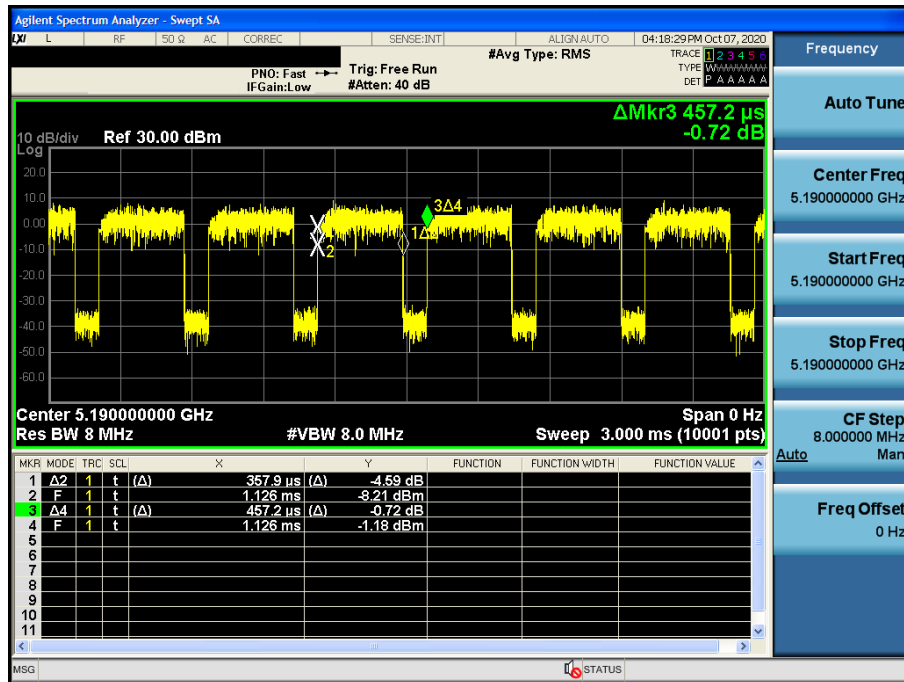 Agilent Spectrum Analyzer - Swept SA
LXI L RF 50 Ω AC CORREC SENSE:INT ALIGN AUTO 04:18:29 PM Oct 07, 2020
#Avg Type: RMS TRACE 1 2 3 4 5 6
PNO: Fast Trig: Free Run TYPE WWWWWW
IFGain:Low #Atten: 40 dB DET P A A A A A
ΔMkr3 457.2 µs
-0.72 dB
10 dB/div Ref 30.00 dBm
Log
20.0
10.0
0.00
-10.0
-20.0
-30.0
-40.0
-50.0
-60.0
3Δ4
2
Center 5.190000000 GHz Span 0 Hz
Res BW 8 MHz #VBW 8.0 MHz Sweep 3.000 ms (10001 pts)
MKR MODE TRC SCL X Y FUNCTION FUNCTION WIDTH FUNCTION VALUE
1 Δ2 1 t (Δ) 357.9 µs (Δ) -4.59 dB
2 F 1 t 1.126 ms -8.21 dBm
3 Δ4 1 t (Δ) 457.2 µs (Δ) -0.72 dB
4 F 1 t 1.126 ms -1.18 dBm
5
6
7
8
9
10
11
MSG STATUS
Frequency
Auto Tune
Center Freq
5.190000000 GHz
Start Freq
5.190000000 GHz
Stop Freq
5.190000000 GHz
CF Step
8.000000 MHz
Auto Man
Freq Offset
0 Hz